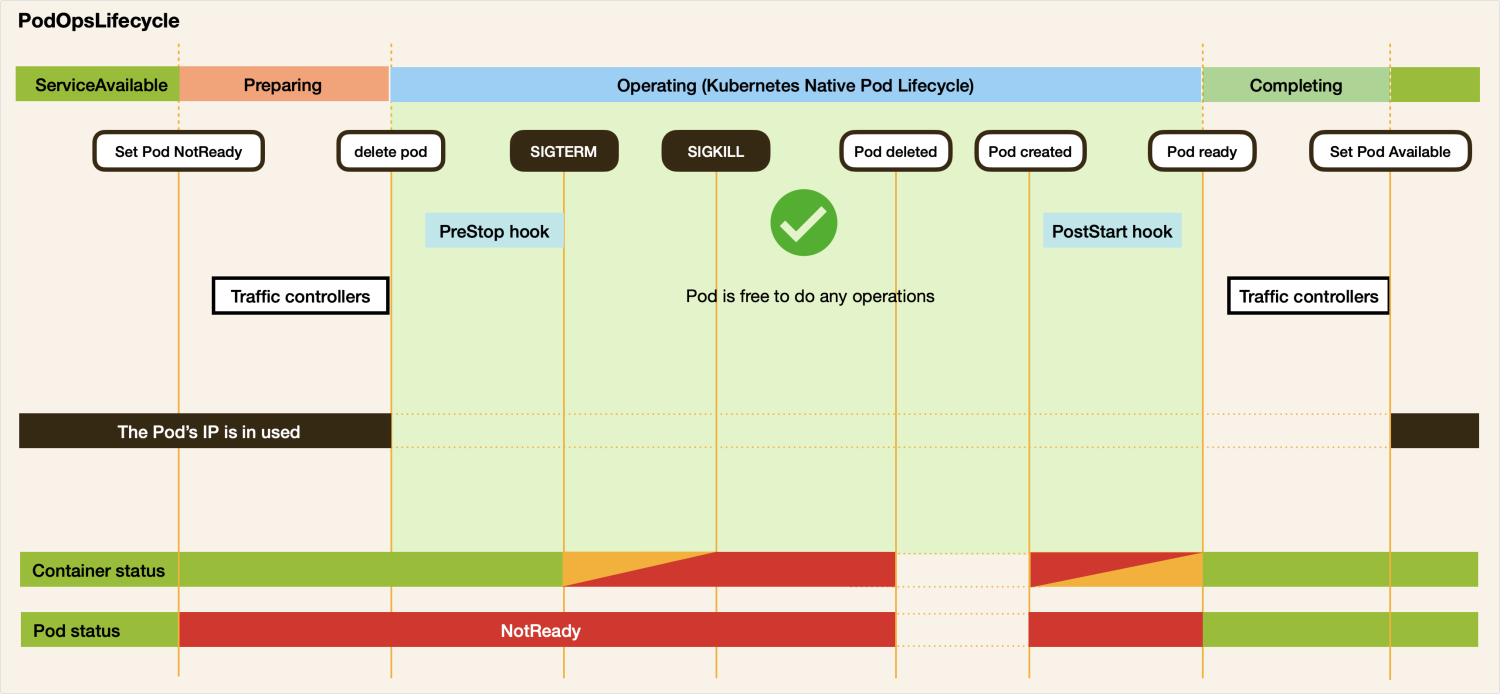 PodOpsLifecycle
ServiceAvailable
Preparing
Operating (Kubernetes Native Pod Lifecycle)
Completing
Set Pod NotReady
delete pod
SIGTERM
SIGKILL
Pod deleted
Pod created
Pod ready
Set Pod Available
PreStop hook
PostStart hook
Traffic controllers
Pod is free to do any operations
Traffic controllers
The Pod’s IP is in used
Container status
Pod status
NotReady